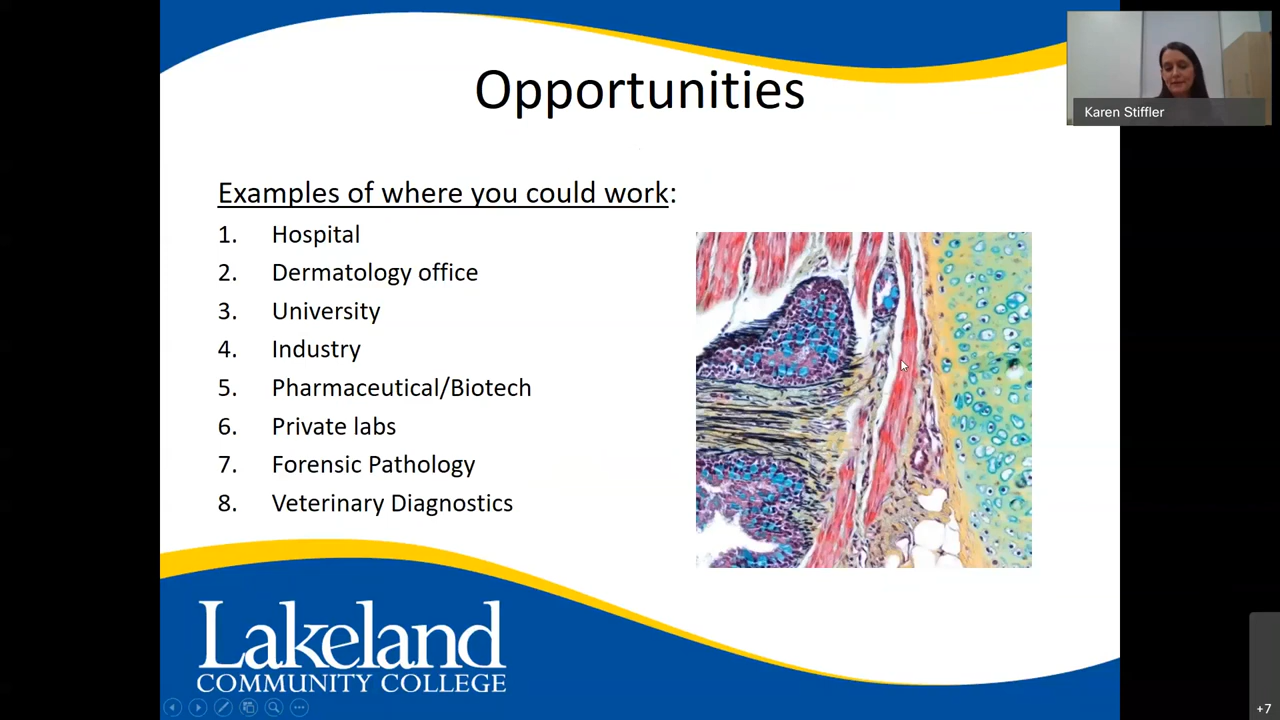 Opportunities
Karen Stiffler
Examples of where you could work:
1. Hospital
2. Dermatology office
3. University
4. Industry
5. Pharmaceutical/Biotech
6. Private labs
7. Forensic Pathology
8. Veterinary Diagnostics
Lakeland
COMMUNITY COLLEGE
+7